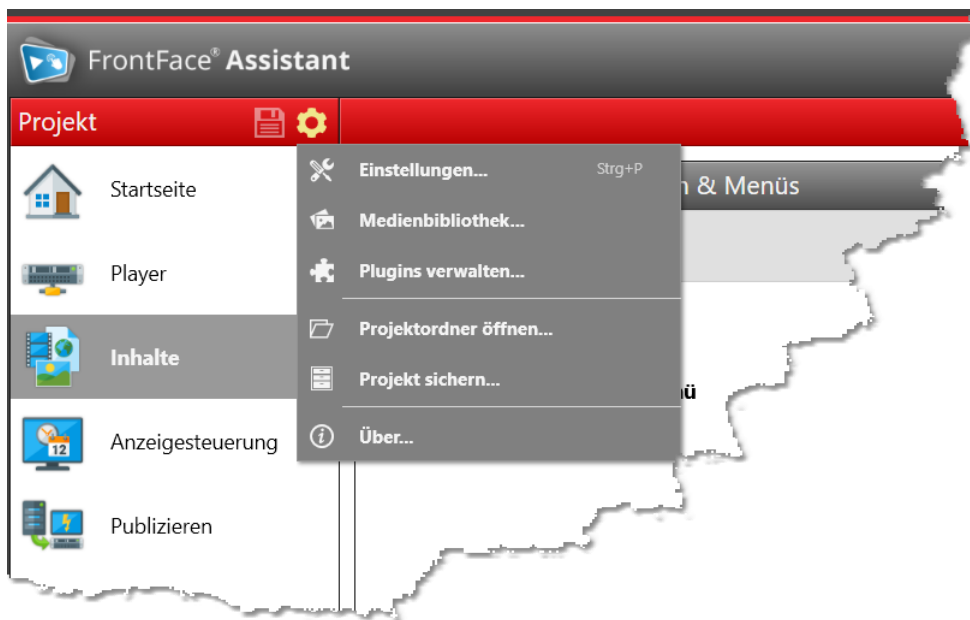 FrontFace® Assistant
Projekt
Startseite
Player
Inhalte
Anzeigesteuerung
Publizieren
Einstellungen... Strg+P
Medienbibliothek...
Plugins verwalten...
Projektordner öffnen...
Projekt sichern...
Über...
& Menüs
12